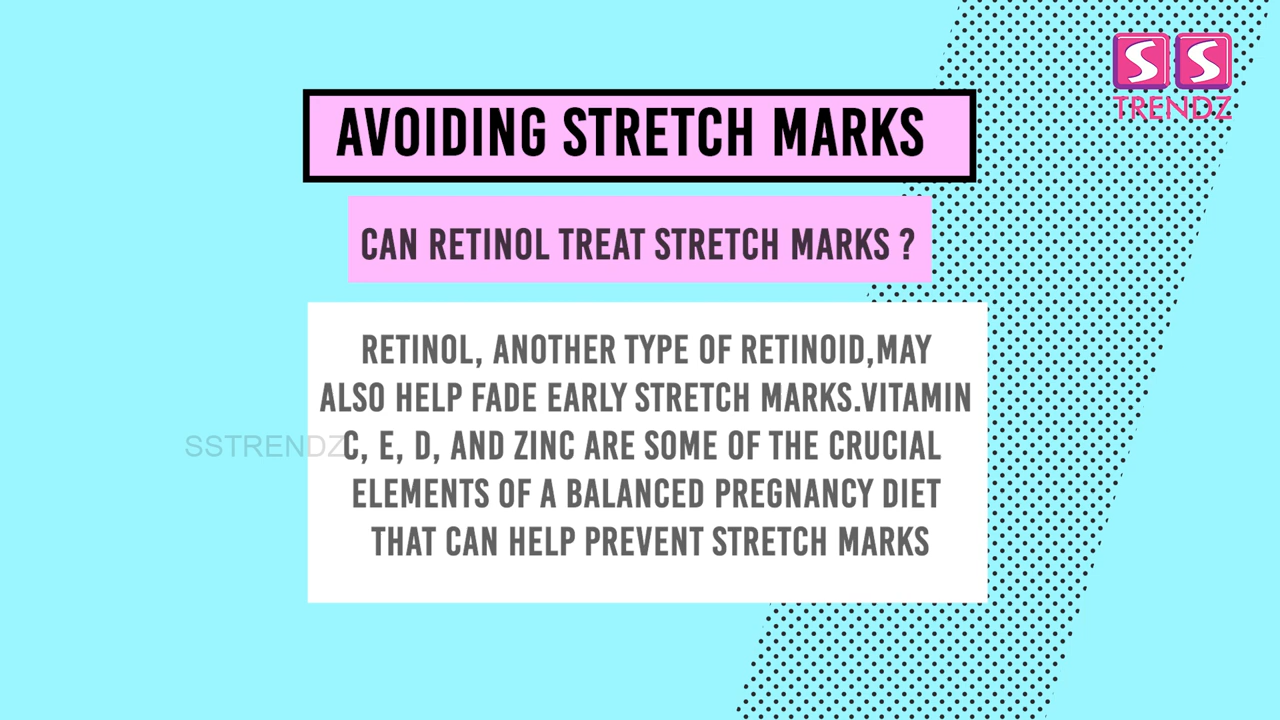 S S
TRENDZ
AVOIDING STRETCH MARKS
CAN RETINOL TREAT STRETCH MARKS ?
RETINOL, ANOTHER TYPE OF RETINOID,MAY
ALSO HELP FADE EARLY STRETCH MARKS.VITAMIN
SSTRENDZ
C, E, D, AND ZINC ARE SOME OF THE CRUCIAL
ELEMENTS OF A BALANCED PREGNANCY DIET
THAT CAN HELP PREVENT STRETCH MARKS